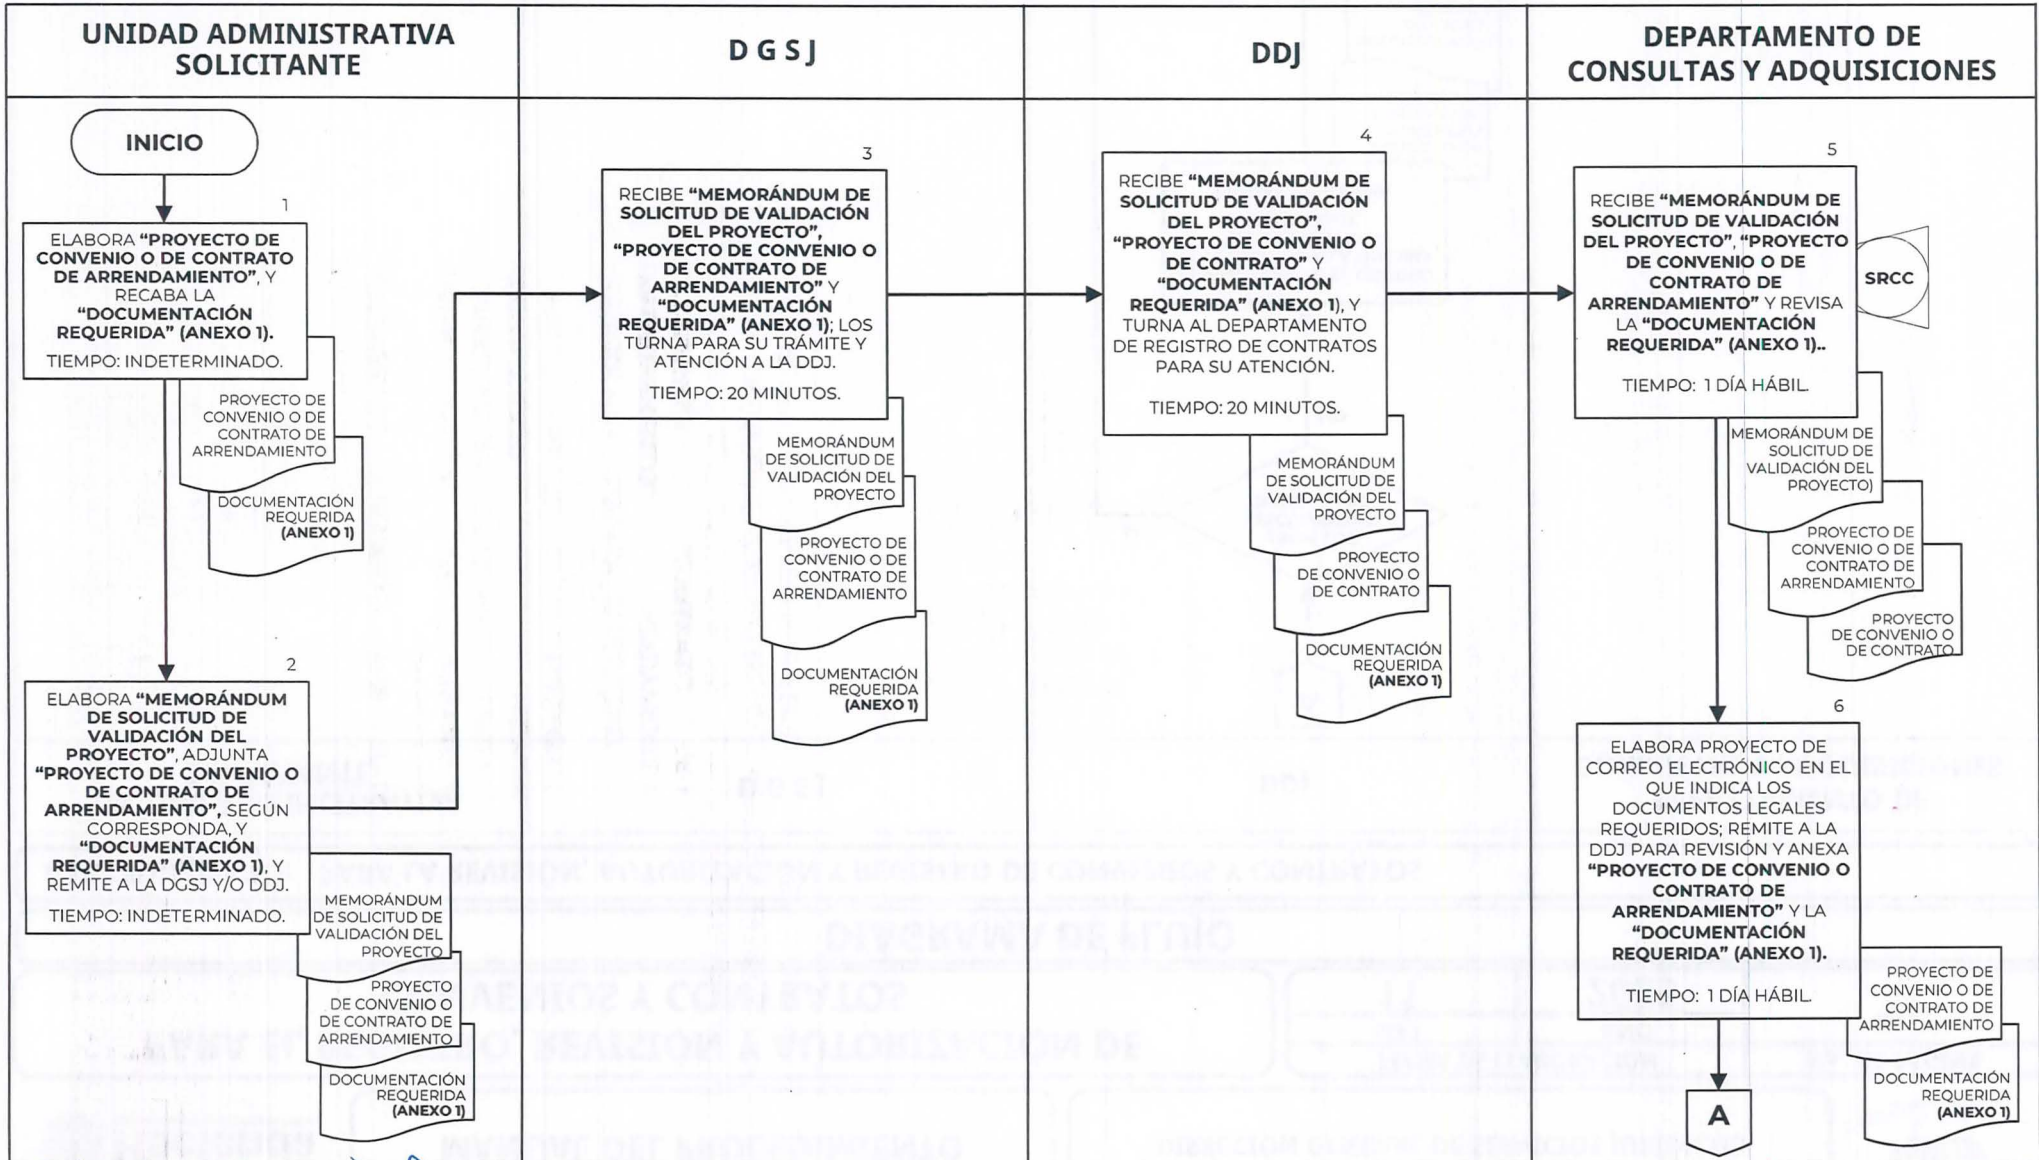 UNIDAD ADMINISTRATIVA
SOLICITANTE
D G S J
DDJ
DEPARTAMENTO DE
CONSULTAS Y ADQUISICIONES
INICIO
1
ELABORA “PROYECTO DE
CONVENIO O DE CONTRATO
DE ARRENDAMIENTO”, Y
RECABA LA
“DOCUMENTACIÓN
REQUERIDA” (ANEXO 1).
TIEMPO: INDETERMINADO.
PROYECTO DE
CONVENIO O DE
CONTRATO DE
ARRENDAMIENTO
DOCUMENTACIÓN
REQUERIDA
(ANEXO 1)
2
ELABORA “MEMORÁNDUM
DE SOLICITUD DE
VALIDACIÓN DEL
PROYECTO”, ADJUNTA
“PROYECTO DE CONVENIO O
DE CONTRATO DE
ARRENDAMIENTO”, SEGÚN
CORRESPONDA, Y
“DOCUMENTACIÓN
REQUERIDA” (ANEXO 1), Y
REMITE A LA DGSJ Y/O DDJ.
TIEMPO: INDETERMINADO.
MEMORÁNDUM
DE SOLICITUD DE
VALIDACIÓN DEL
PROYECTO
PROYECTO
DE CONVENIO O
DE CONTRATO DE
ARRENDAMIENTO
DOCUMENTACIÓN
REQUERIDA
(ANEXO 1)
3
RECIBE “MEMORÁNDUM DE
SOLICITUD DE VALIDACIÓN
DEL PROYECTO”,
“PROYECTO DE CONVENIO O
DE CONTRATO DE
ARRENDAMIENTO” Y
“DOCUMENTACIÓN
REQUERIDA” (ANEXO 1); LOS
TURNA PARA SU TRÁMITE Y
ATENCIÓN A LA DDJ.
TIEMPO: 20 MINUTOS.
MEMORÁNDUM
DE SOLICITUD DE
VALIDACIÓN DEL
PROYECTO
PROYECTO DE
CONVENIO O DE
CONTRATO DE
ARRENDAMIENTO
DOCUMENTACIÓN
REQUERIDA
(ANEXO 1)
4
RECIBE “MEMORÁNDUM DE
SOLICITUD DE VALIDACIÓN
DEL PROYECTO”,
“PROYECTO DE CONVENIO O
DE CONTRATO” Y
“DOCUMENTACIÓN
REQUERIDA” (ANEXO 1), Y
TURNA AL DEPARTAMENTO
DE REGISTRO DE CONTRATOS
PARA SU ATENCIÓN.
TIEMPO: 20 MINUTOS.
MEMORÁNDUM
DE SOLICITUD DE
VALIDACIÓN DEL
PROYECTO
PROYECTO
DE CONVENIO O
DE CONTRATO
DOCUMENTACIÓN
REQUERIDA
(ANEXO 1)
5
RECIBE “MEMORÁNDUM DE
SOLICITUD DE VALIDACIÓN
DEL PROYECTO”, “PROYECTO
DE CONVENIO O DE
CONTRATO DE
ARRENDAMIENTO” Y REVISA
LA “DOCUMENTACIÓN
REQUERIDA” (ANEXO 1)..
TIEMPO: 1 DÍA HÁBIL.
SRCC
MEMORÁNDUM DE
SOLICITUD DE
VALIDACIÓN DEL
PROYECTO)
PROYECTO DE
CONVENIO O DE
CONTRATO DE
ARRENDAMIENTO
PROYECTO
DE CONVENIO O
DE CONTRATO
6
ELABORA PROYECTO DE
CORREO ELECTRÓNICO EN EL
QUE INDICA LOS
DOCUMENTOS LEGALES
REQUERIDOS; REMITE A LA
DDJ PARA REVISIÓN Y ANEXA
“PROYECTO DE CONVENIO O
CONTRATO DE
ARRENDAMIENTO” Y LA
“DOCUMENTACIÓN
REQUERIDA” (ANEXO 1).
TIEMPO: 1 DÍA HÁBIL.
PROYECTO DE
CONVENIO O DE
CONTRATO DE
ARRENDAMIENTO
DOCUMENTACIÓN
REQUERIDA
(ANEXO 1)
A